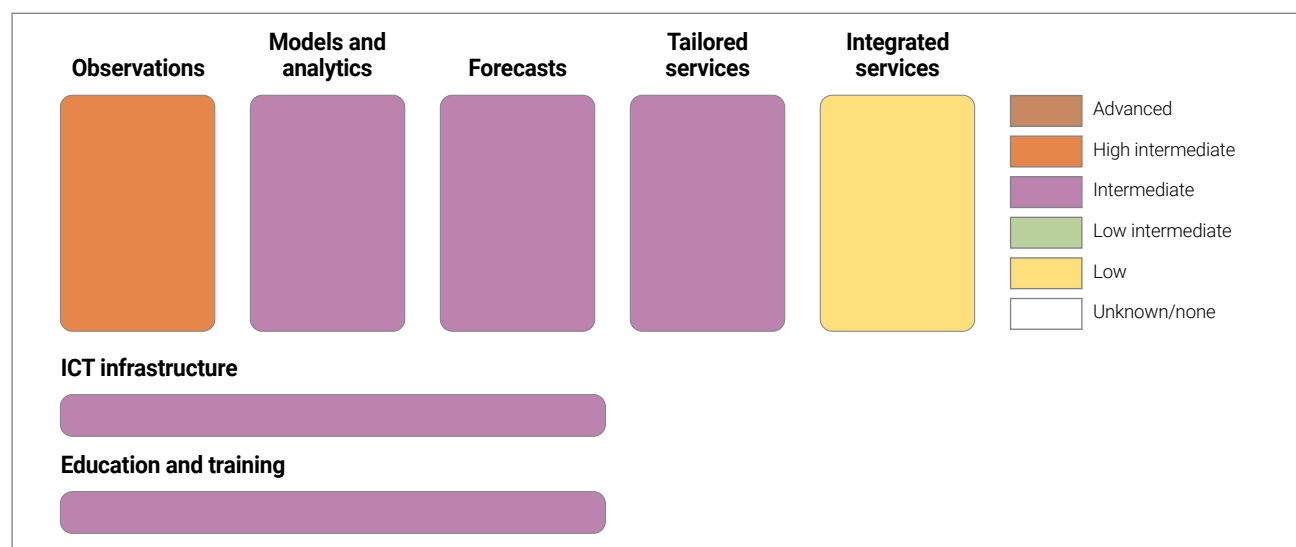 Observations
Models and
analytics
Forecasts
Tailored
services
Integrated
services
Advanced
High intermediate
Intermediate
Low intermediate
Low
Unknown/none
ICT infrastructure
Education and training